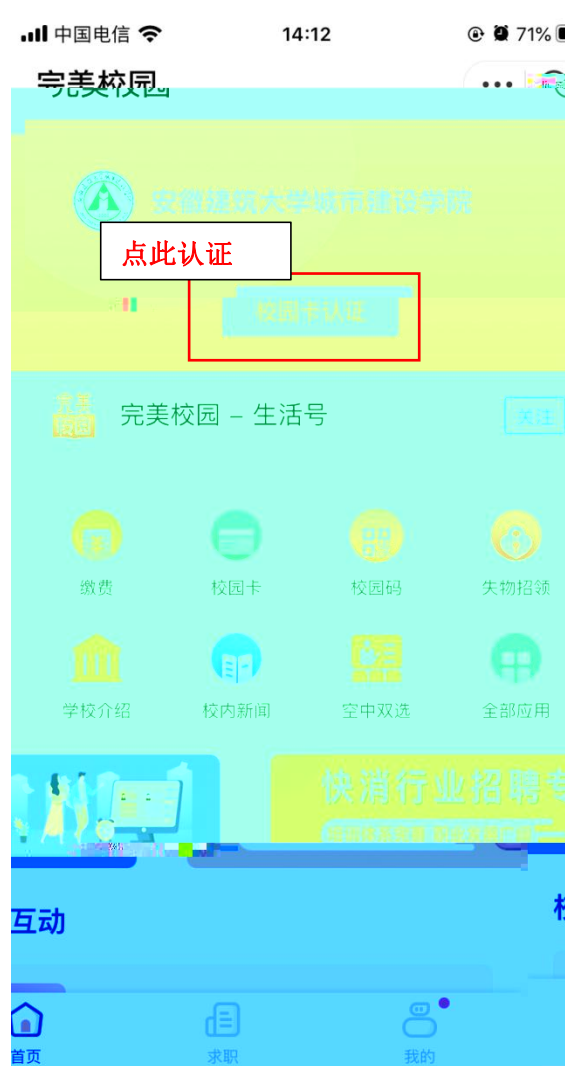 中国电信 14:12 71%
完美校园
安徽建筑大学城市建设学院
点此认证
校园卡认证
完美校园
完美校园 – 生活号 关注
缴费 校园卡 校园码 失物招领
学校介绍 校内新闻 空中双选 全部应用
快消行业招聘专
互动
首页 求职 我的